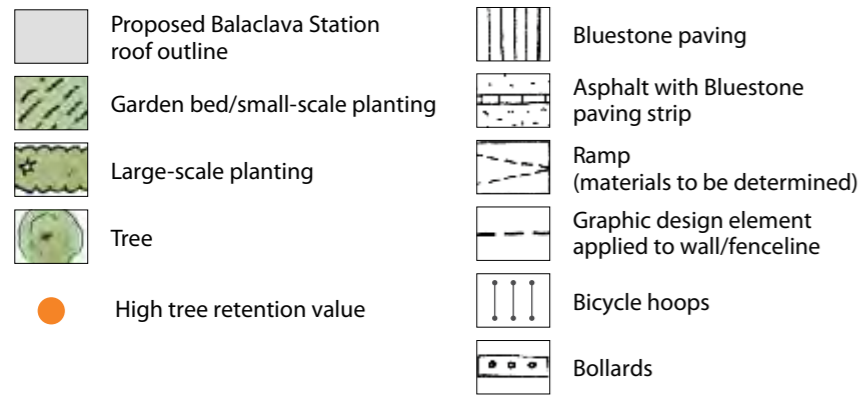 Proposed Balaclava Station
roof outline
Garden bed/small-scale planting
Large-scale planting
Tree
High tree retention value
Bluestone paving
Asphalt with Bluestone
paving strip
Ramp
(materials to be determined)
Graphic design element
applied to wall/fenceline
Bicycle hoops
Bollards